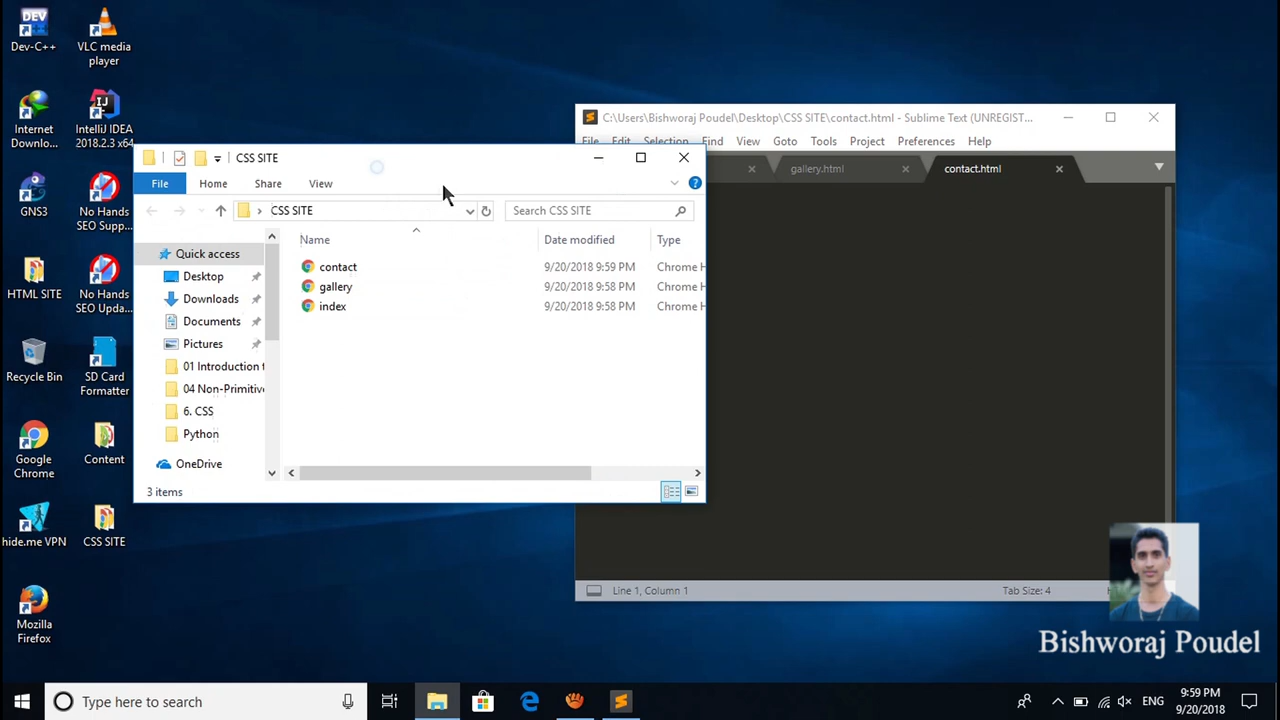 Dev-C++
VLC media
player
Internet
Downlo...
IntelliJ IDEA
2018.2.3 x64
GNS3
No Hands
SEO Supp...
HTML SITE
No Hands
SEO Upda...
Recycle Bin
SD Card
Formatter
Google
Chrome
Content
hide.me VPN
CSS SITE
Mozilla
Firefox
C:\Users\Bishworaj Poudel\Desktop\CSS SITE\contact.html - Sublime Text (UNREGIST...
File Edit Selection Find View Goto Tools Project Preferences Help
gallery.html
contact.html
CSS SITE
File Home Share View
CSS SITE
Search CSS SITE
Name Date modified Type
contact 9/20/2018 9:59 PM Chrome H
gallery 9/20/2018 9:58 PM Chrome H
index 9/20/2018 9:58 PM Chrome H
Quick access
Desktop
Downloads
Documents
Pictures
01 Introduction t
04 Non-Primitiv
6. CSS
Python
OneDrive
3 items
Line 1, Column 1
Tab Size: 4
Bishworaj Poudel
Type here to search
ENG
9:59 PM
9/20/2018